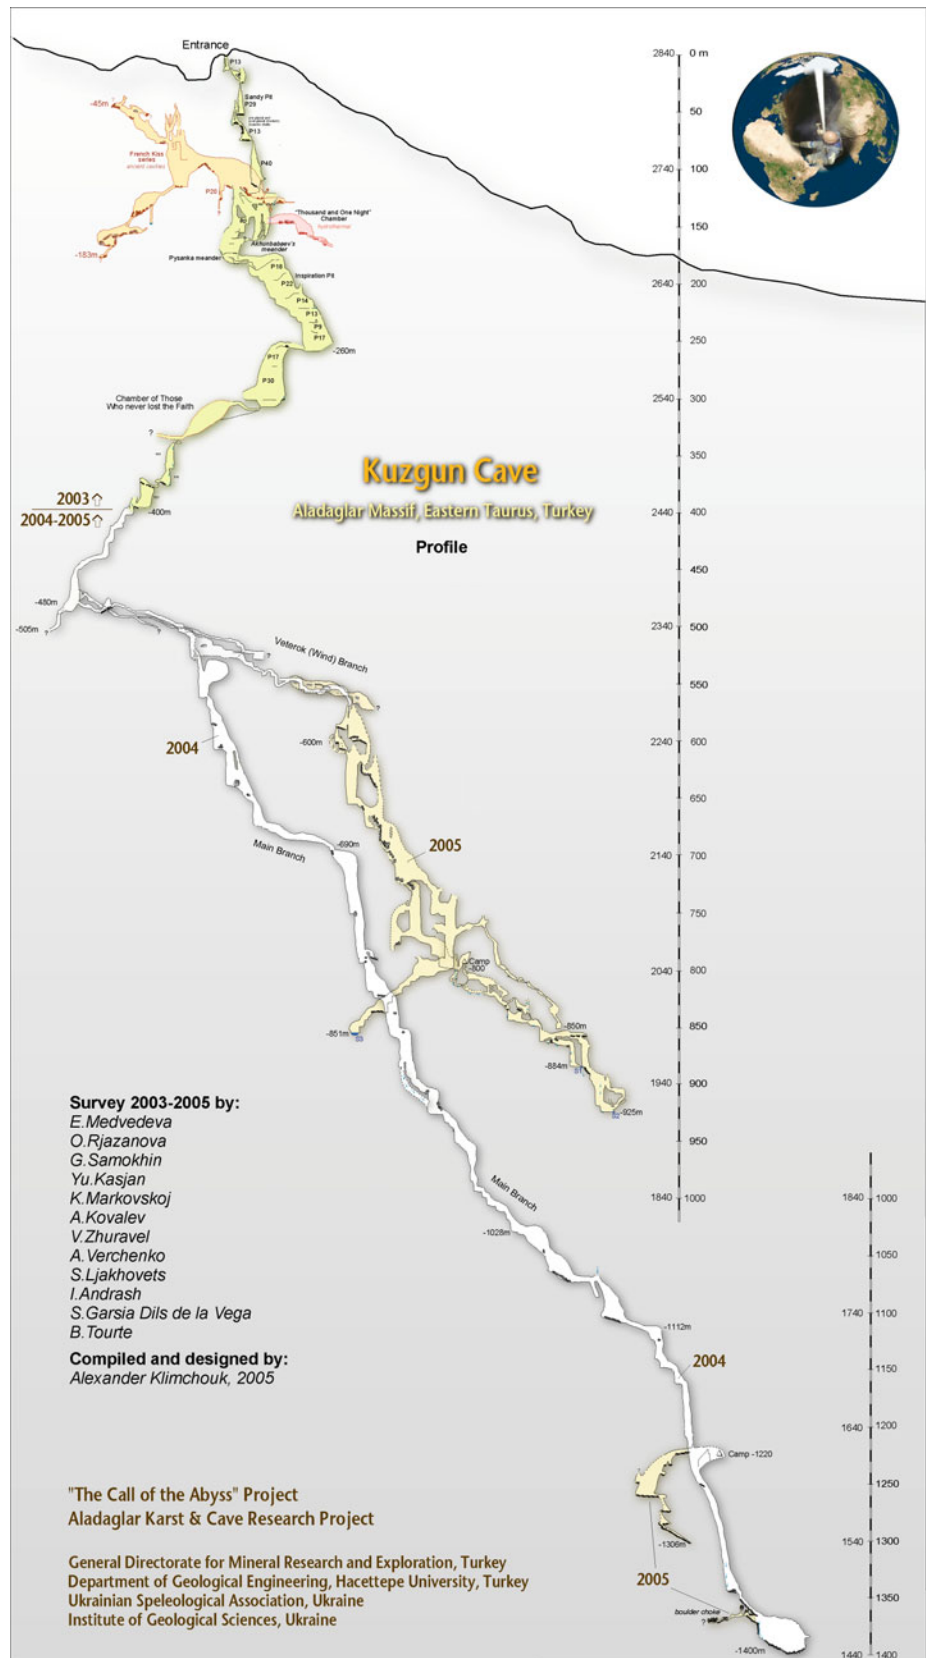 Entrance
P13
Sandy Pit
P29
P13
P40
-45m
French Kiss
series
ancient cavities
P20
-183m
"Thousand and One Night"
Chamber
hydrothermal
Akhunbabaev's
meander
Pysanka meander
P16
Inspiration Pit
P22
P14
P13
P9
P17
-260m
P17
P30
Chamber of Those
Who never lost the Faith
?
2003
-400m
2004-2005
Kuzgun Cave
Aladaglar Massif, Eastern Taurus, Turkey
Profile
-480m
-505m
?
?
Veterok (Wind) Branch
?
?
2004
-600m
Main Branch
-690m
2005
Camp
-800
-851m
-850m
-884m
-925m
Main Branch
-1028m
-1112m
2004
Camp -1220
-1306m
2005
boulder choke
?
-1400m
2840 0 m
50
2740 100
150
2640 200
250
2540 300
350
2440 400
450
2340 500
550
2240 600
650
2140 700
750
2040 800
850
1940 900
950
1840 1000
1840 1000
1050
1740 1100
1150
1640 1200
1250
1540 1300
1350
1440 1400
Survey 2003-2005 by:
E.Medvedeva
O.Rjazanova
G.Samokhin
Yu.Kasjan
K.Markovskoj
A.Kovalev
V.Zhuravel
A.Verchenko
S.Ljakhovets
I.Andrash
S.Garsia Dils de la Vega
B.Tourte
Compiled and designed by:
Alexander Klimchouk, 2005
"The Call of the Abyss" Project
Aladaglar Karst & Cave Research Project
General Directorate for Mineral Research and Exploration, Turkey
Department of Geological Engineering, Hacettepe University, Turkey
Ukrainian Speleological Association, Ukraine
Institute of Geological Sciences, Ukraine